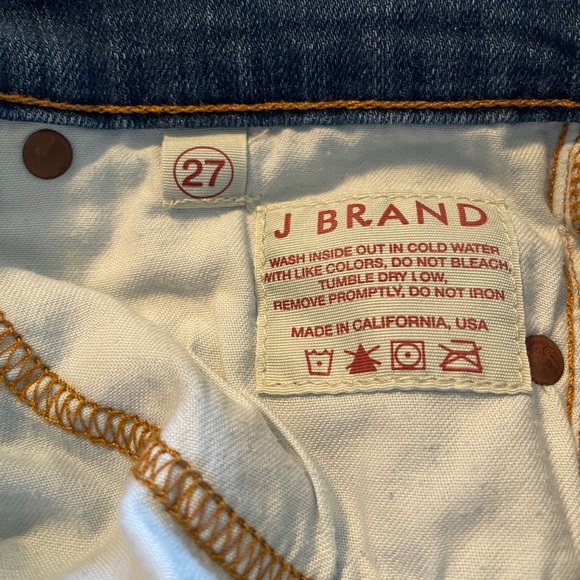 27
J BRAND
WASH INSIDE OUT IN COLD WATER
WITH LIKE COLORS, DO NOT BLEACH,
TUMBLE DRY LOW,
REMOVE PROMPTLY, DO NOT IRON
MADE IN CALIFORNIA, USA